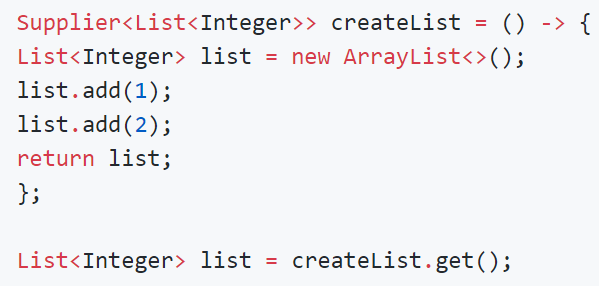 Supplier<List<Integer>> createList = () -> {
List<Integer> list = new ArrayList<>();
list.add(1);
list.add(2);
return list;
};

List<Integer> list = createList.get();